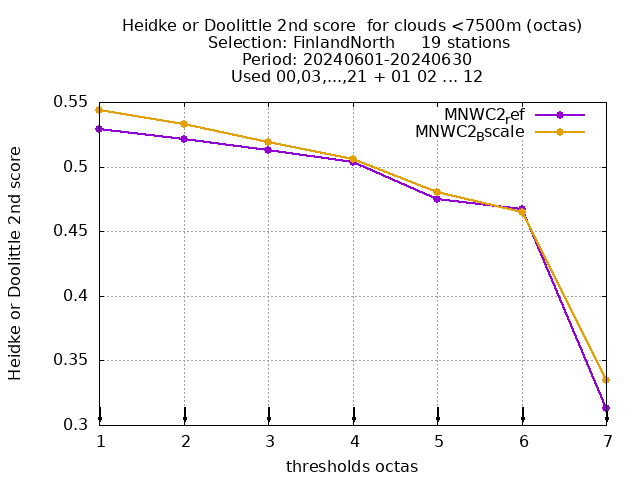 Heidke or Doolittle 2nd score  for clouds <7500m (octas)
Selection: FinlandNorth     19 stations
Period: 20240601-20240630
Used 00,03,...,21 + 01 02 ... 12
MNWC2ref
MNWC2Bscale
Heidke or Doolittle 2nd score
0.55
0.5
0.45
0.4
0.35
0.3
1 2 3 4 5 6 7
thresholds octas